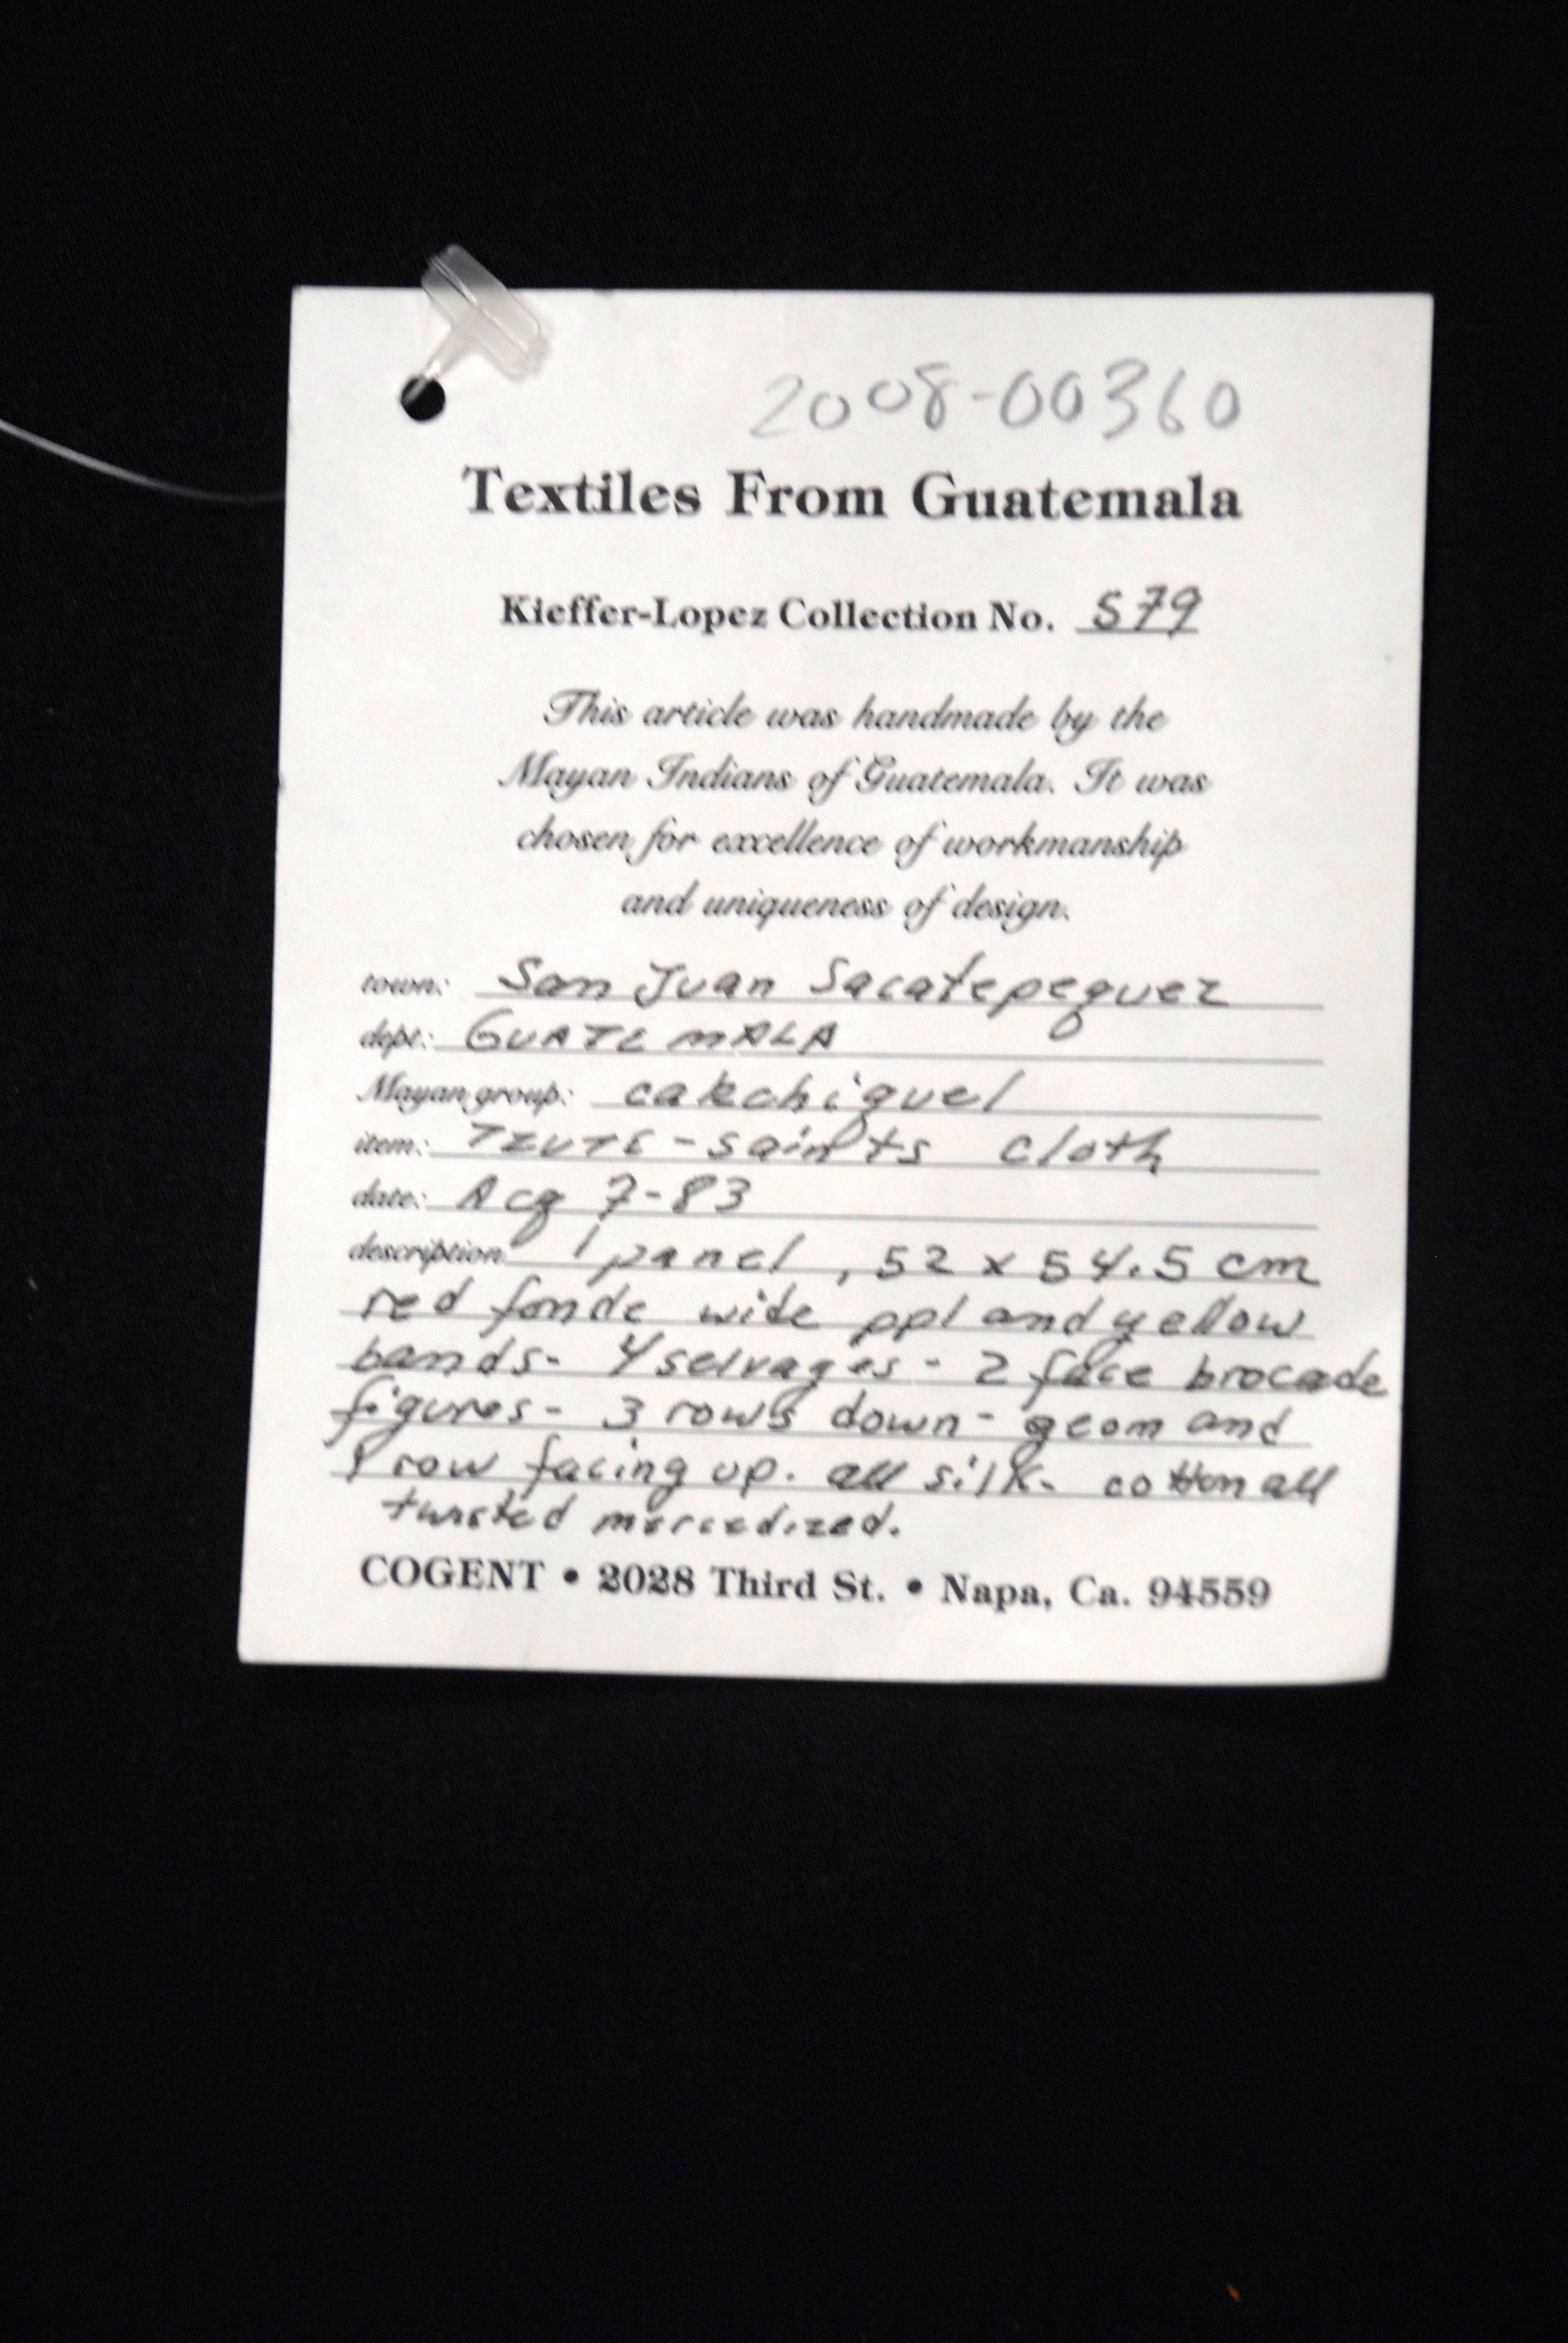 2008-00360
Textiles From Guatemala
Kieffer-Lopez Collection No. 579
This article was handmade by the
Mayan Indians of Guatemala. It was
chosen for excellence of workmanship
and uniqueness of design.
town: San Juan Sacatepequez
dept: GUATEMALA
Mayan group: cakchiquel
item: TZUTE - saints cloth
date: Acq 7-83
description: 1 panel, 52 x 54.5 cm
red fonde wide ppl and yellow
bands - 4 selvages - 2 face brocade
figures - 3 rows down - geom and
1 row facing up. all silk. cotton all
COGENT • 2028 Third St. • Napa, Ca. 94559